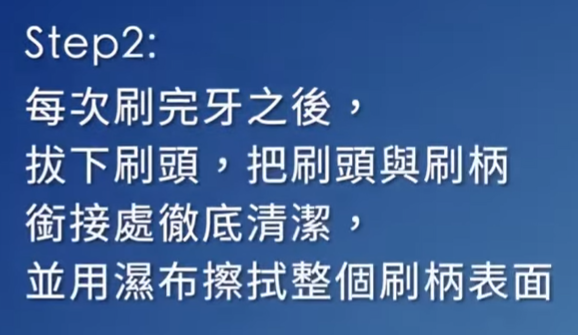 Step2:
每次刷完牙之後，
拔下刷頭，把刷頭與刷柄
銜接處徹底清潔，
並用濕布擦拭整個刷柄表面